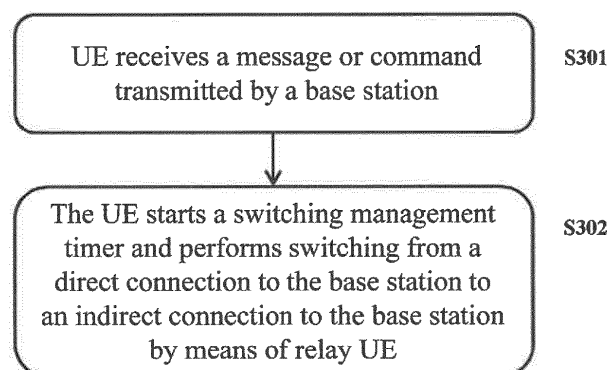 UE receives a message or command
transmitted by a base station
S301
The UE starts a switching management
timer and performs switching from a
direct connection to the base station to
an indirect connection to the base station
by means of relay UE
S302